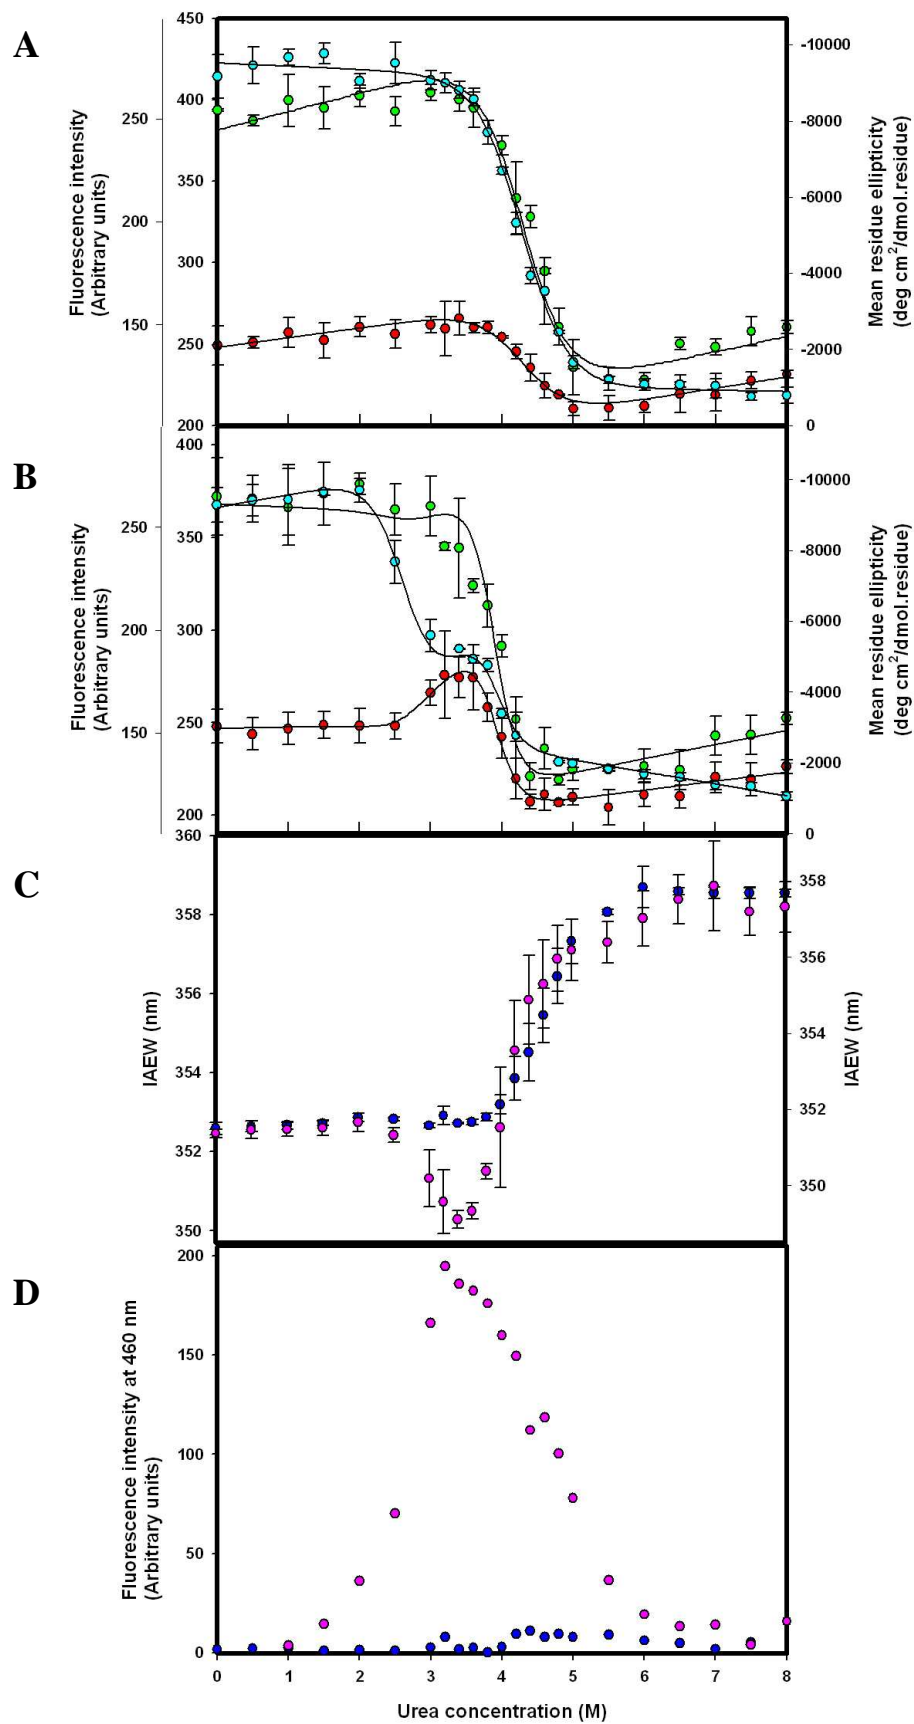 A
450
400
350
300
250
200
250
200
150
Fluorescence intensity
(Arbitrary units)
-10000
-8000
-6000
-4000
-2000
0
Mean residue ellipticity
(deg cm²/dmol.residue)
B
400
350
300
250
200
250
200
150
Fluorescence intensity
(Arbitrary units)
-10000
-8000
-6000
-4000
-2000
0
Mean residue ellipticity
(deg cm²/dmol.residue)
C
360
358
356
354
352
350
IAEW (nm)
358
356
354
352
350
IAEW (nm)
D
200
150
100
50
0
Fluorescence intensity at 460 nm
(Arbitrary units)
0 1 2 3 4 5 6 7 8
Urea concentration (M)